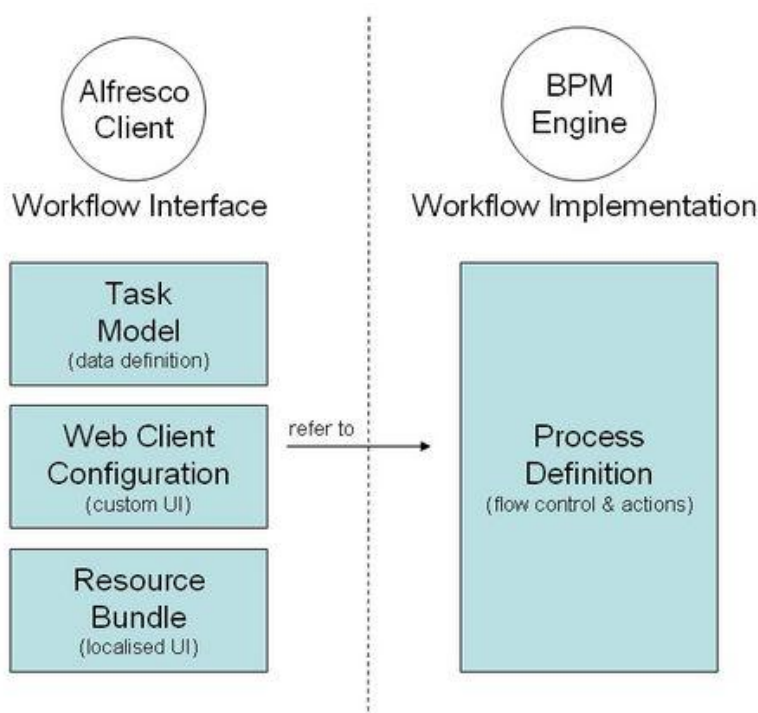 Alfresco
Client
Workflow Interface
Task
Model
(data definition)
Web Client
Configuration
(custom UI)
Resource
Bundle
(localised UI)
refer to
BPM
Engine
Workflow Implementation
Process
Definition
(flow control & actions)